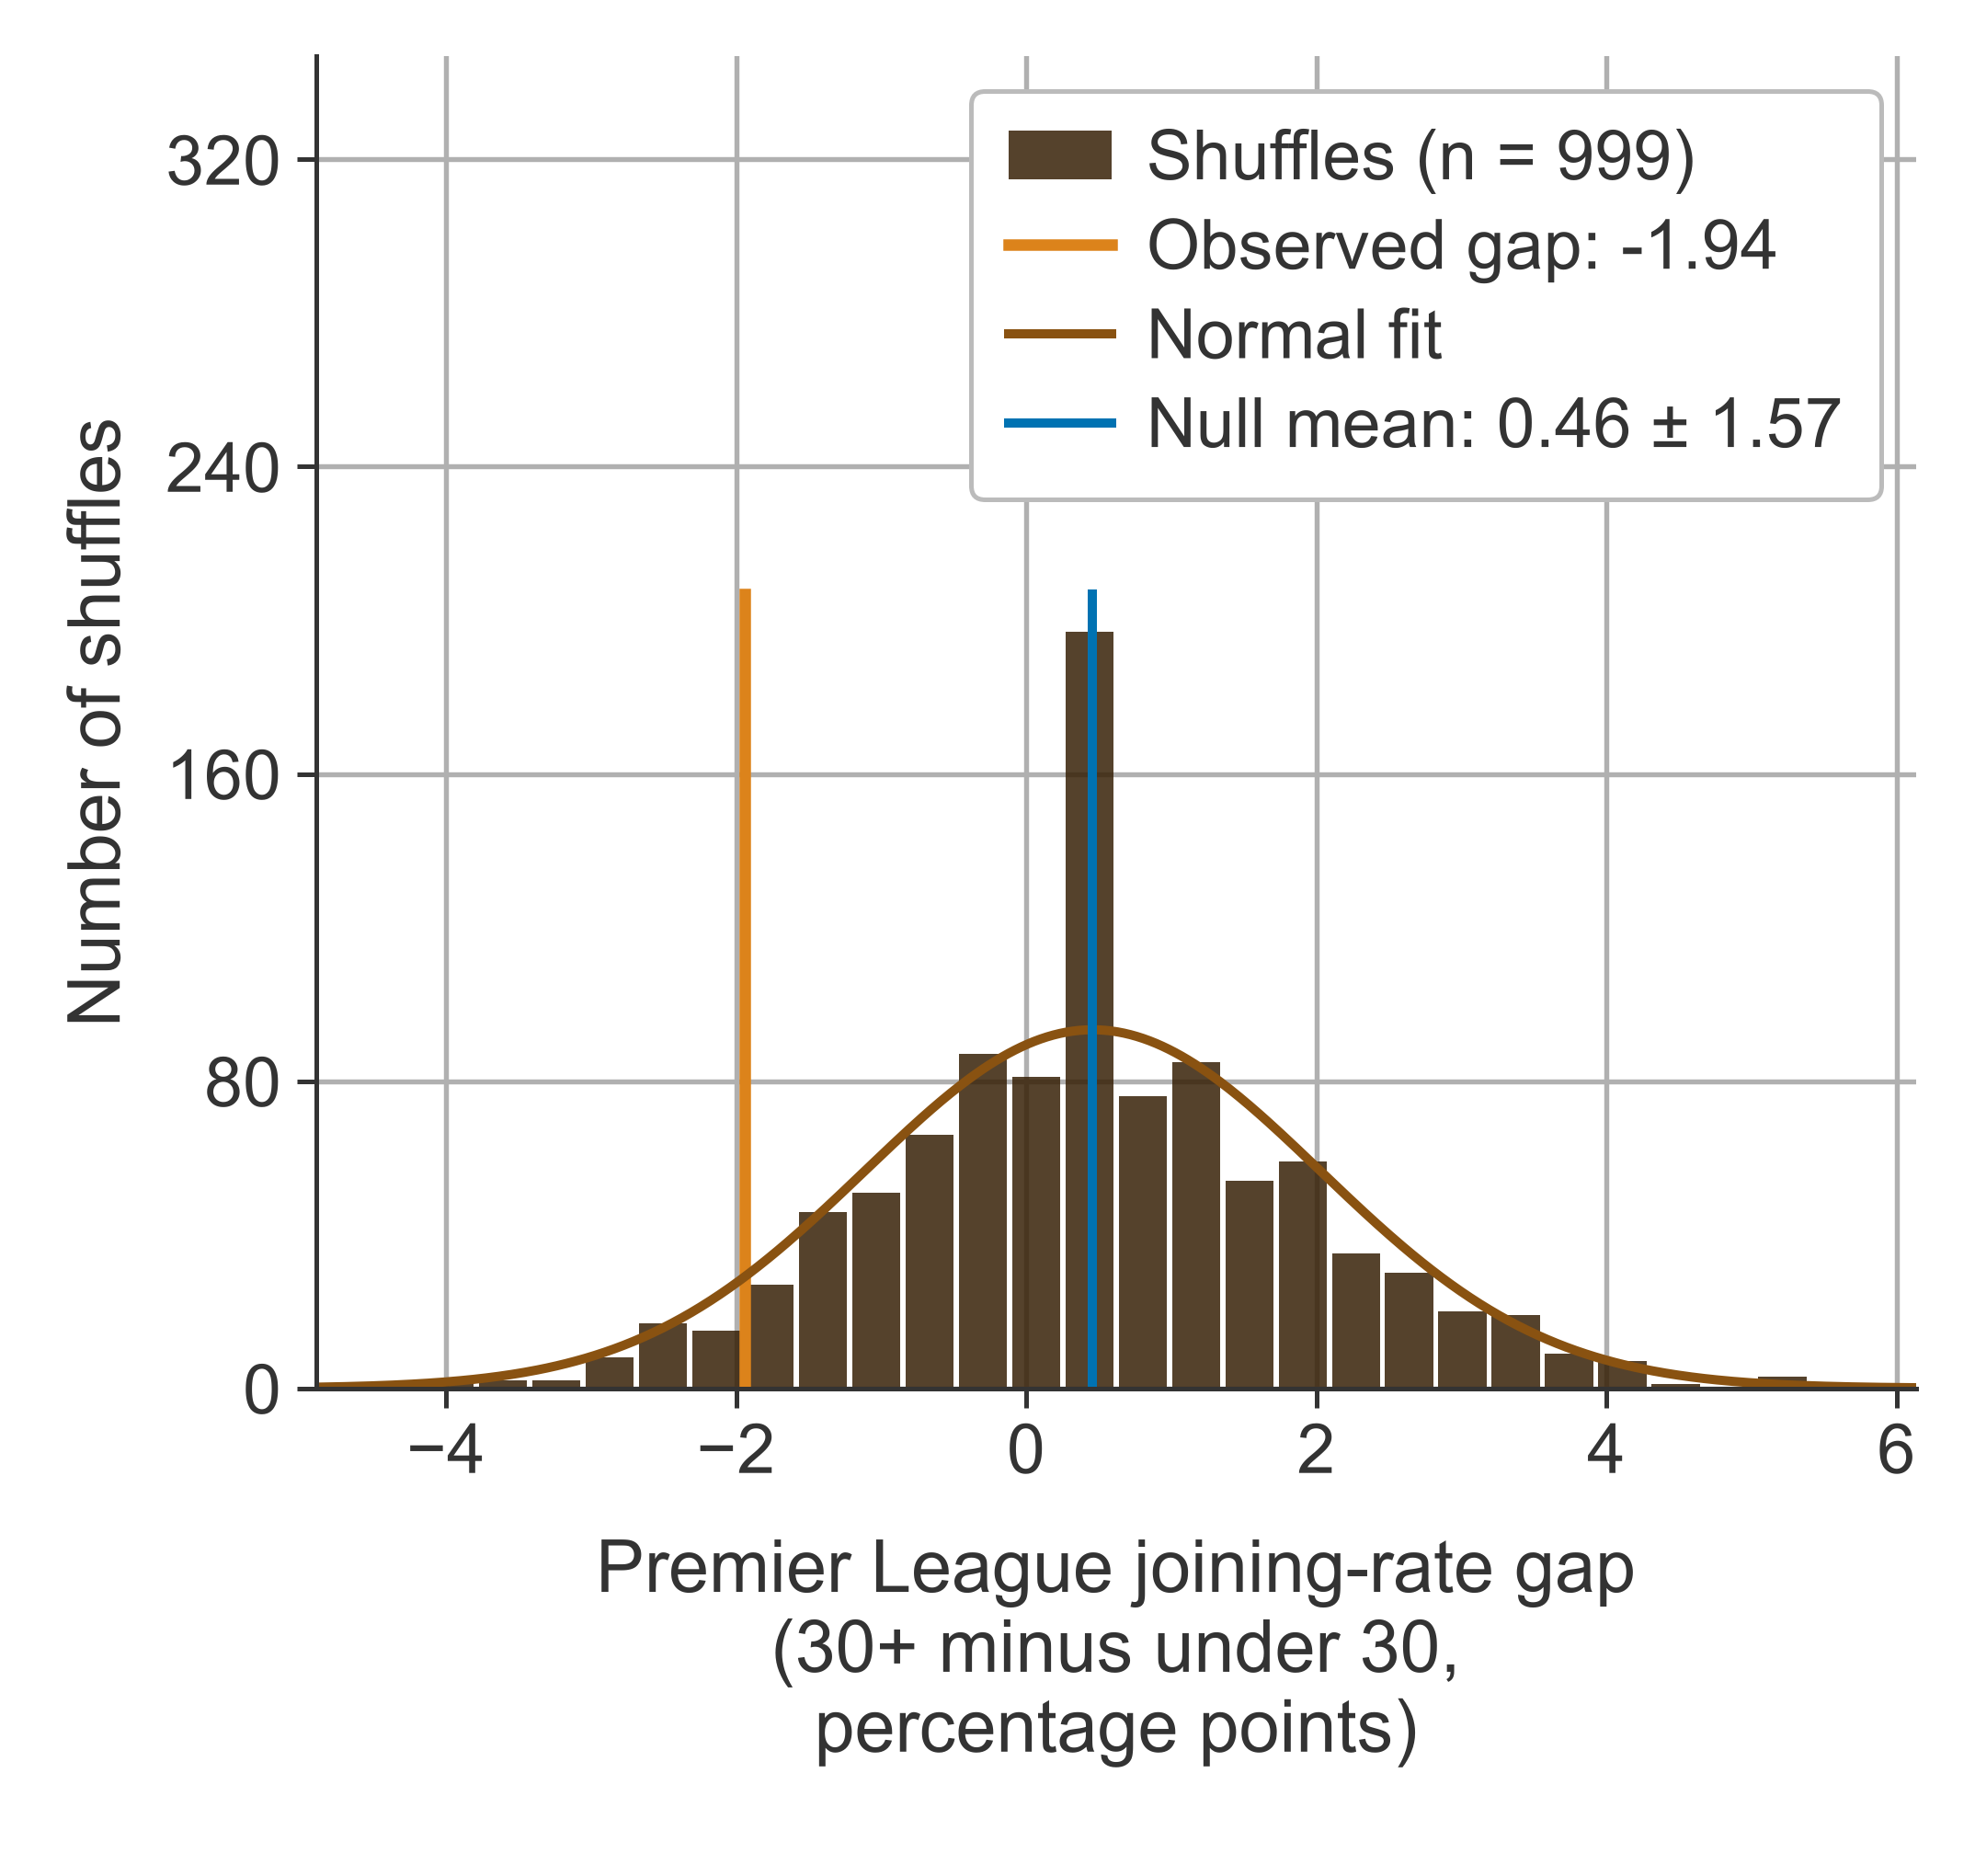 320
240
160
80
0
Number of shuffles
Shuffles (n = 999)
Observed gap: -1.94
Normal fit
Null mean: 0.46 ± 1.57
−4
−2
0
2
4
6
Premier League joining-rate gap
(30+ minus under 30,
percentage points)